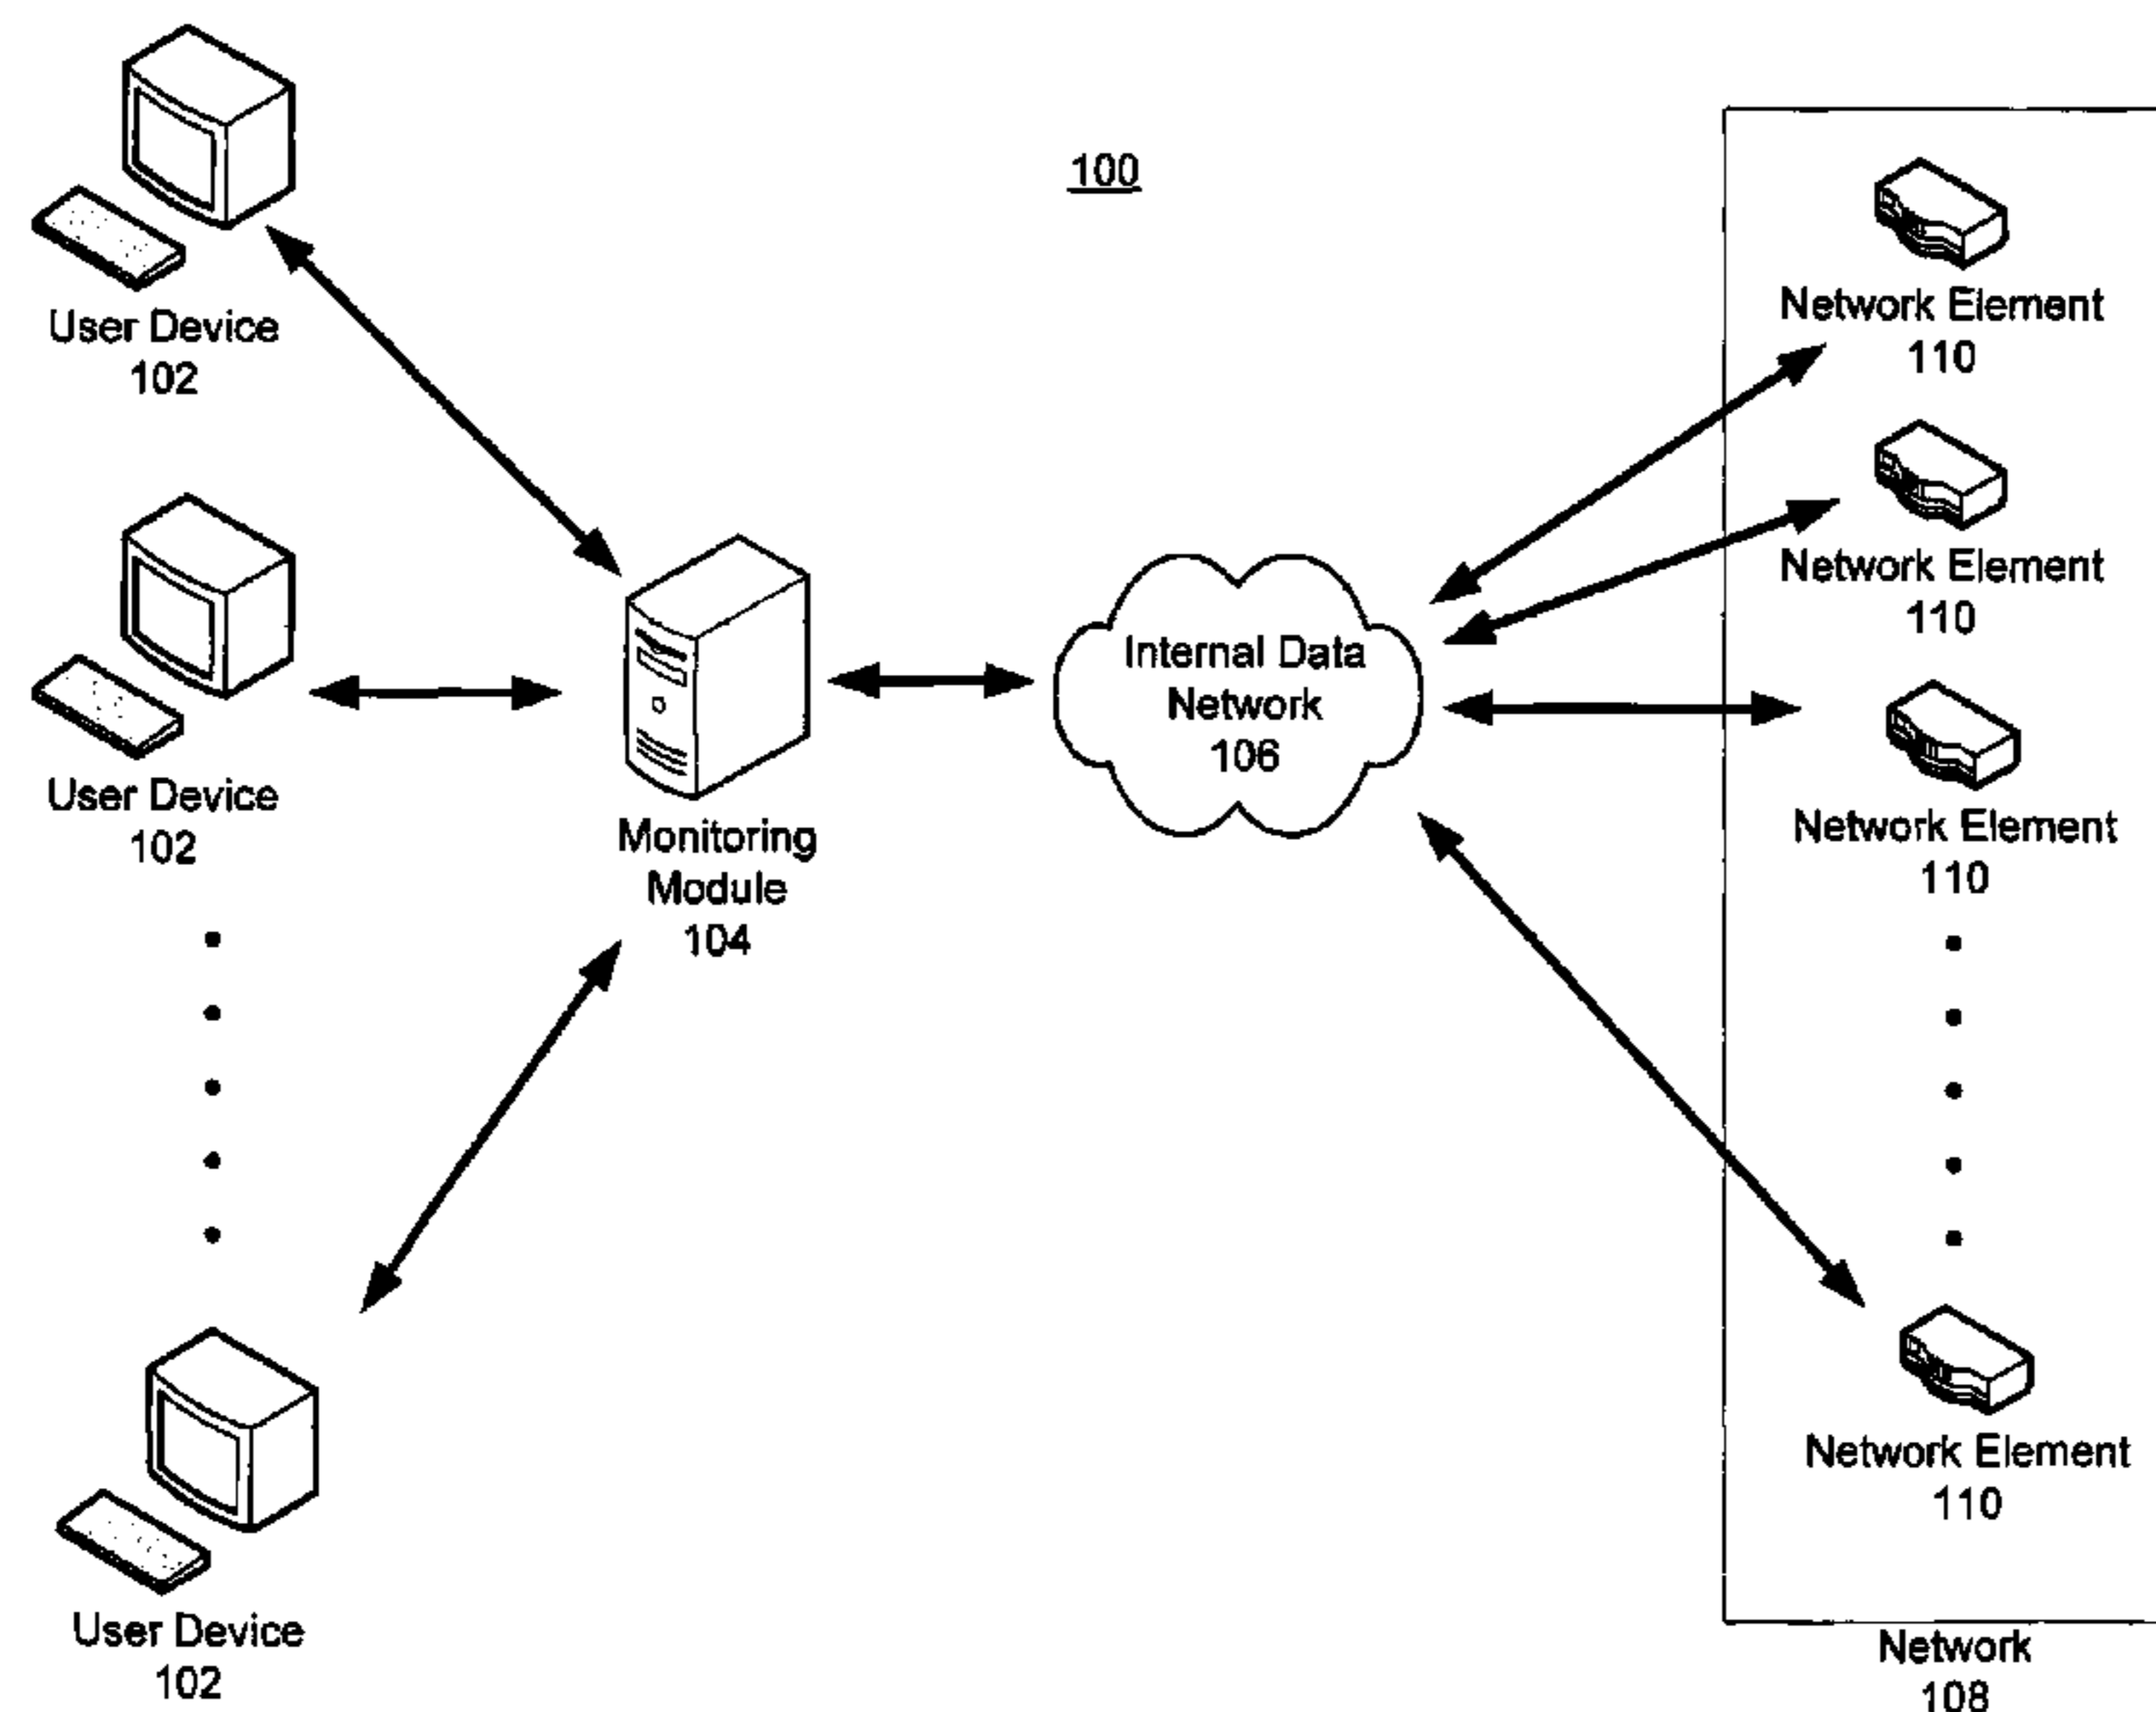 100
User Device
102
User Device
102
User Device
102
Monitoring
Module
104
Internal Data
Network
106
Network Element
110
Network Element
110
Network Element
110
Network Element
110
Network
108